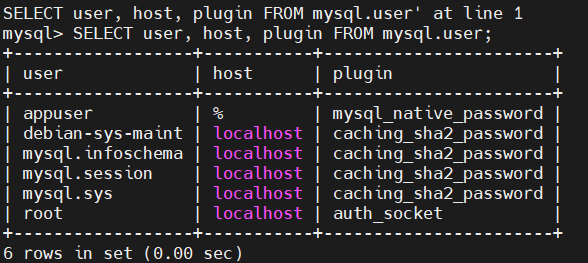 SELECT user, host, plugin FROM mysql.user' at line 1
mysql> SELECT user, host, plugin FROM mysql.user;
+------------------+-----------+-----------------------+
| user             | host      | plugin                |
+------------------+-----------+-----------------------+
| appuser          | %         | mysql_native_password |
| debian-sys-maint | localhost | caching_sha2_password |
| mysql.infoschema | localhost | caching_sha2_password |
| mysql.session    | localhost | caching_sha2_password |
| mysql.sys        | localhost | caching_sha2_password |
| root             | localhost | auth_socket           |
+------------------+-----------+-----------------------+
6 rows in set (0.00 sec)